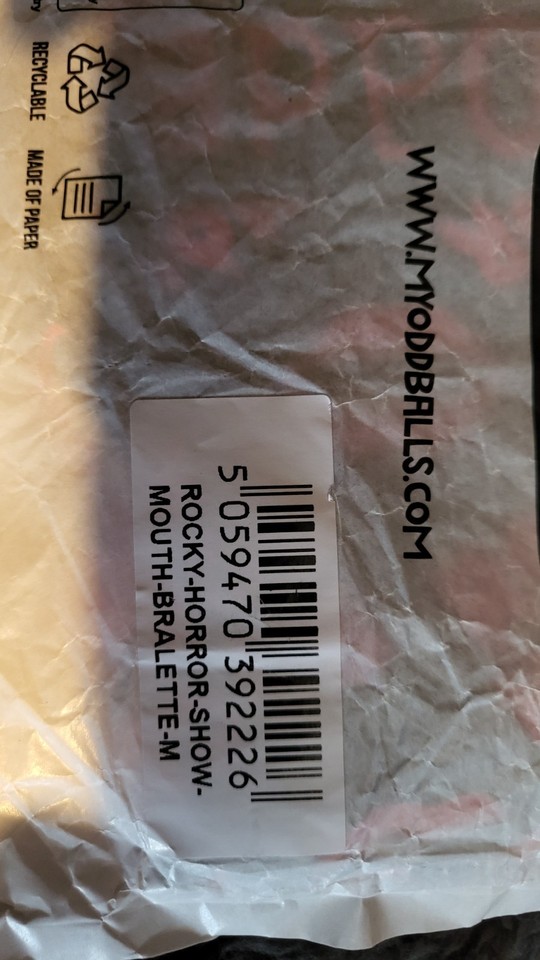 WWW.MYODDBALLS.COM
5 059470 392226
ROCKY-HORROR-SHOW-
MOUTH-BRALETTE-M
RECYCLABLE
MADE OF PAPER